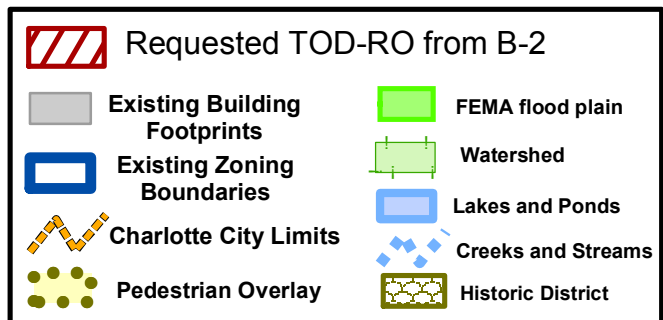 Requested TOD-RO from B-2
Existing Building
Footprints
Existing Zoning
Boundaries
Charlotte City Limits
Pedestrian Overlay
FEMA flood plain
Watershed
Lakes and Ponds
Creeks and Streams
Historic District